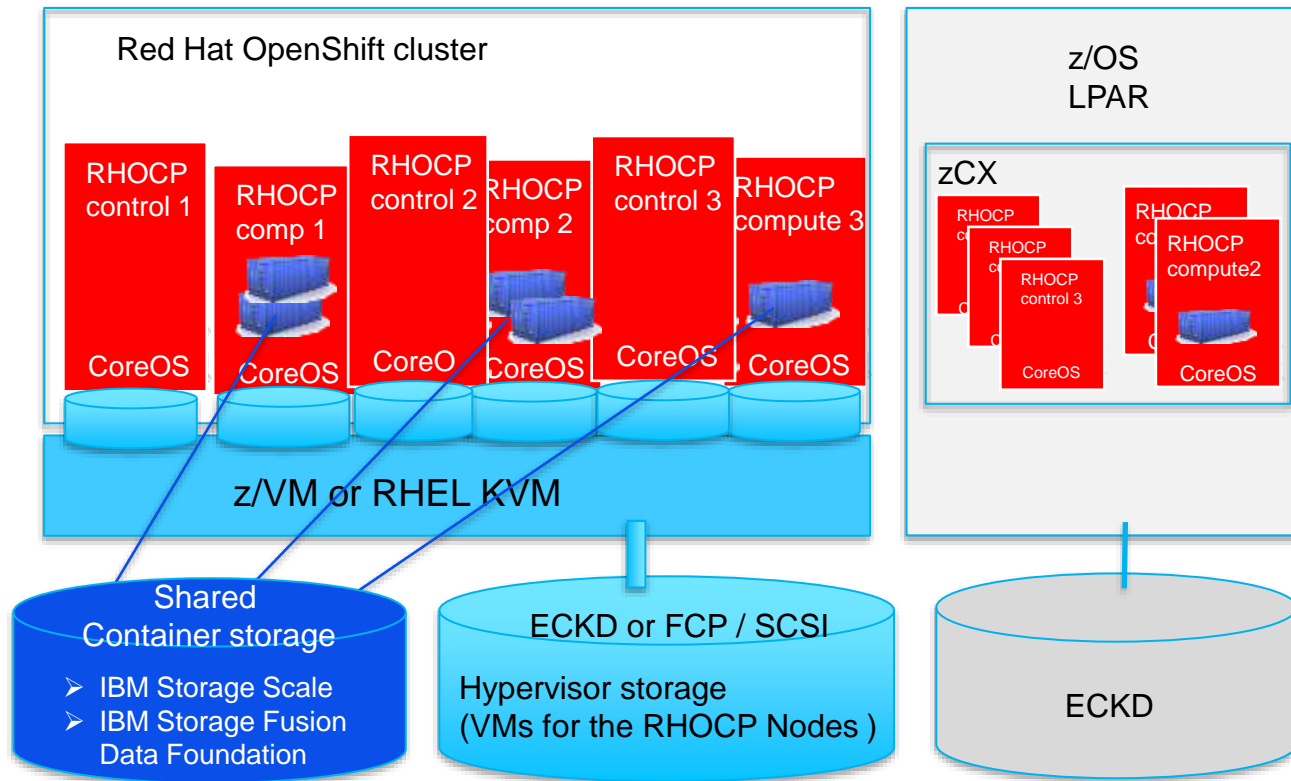 Red Hat OpenShift cluster
RHOCP
control 1
CoreOS
RHOCP
comp 1
CoreOS
RHOCP
control 2
CoreO
RHOCP
comp 2
CoreOS
RHOCP
control 3
CoreOS
RHOCP
compute 3
CoreOS
z/VM or RHEL KVM
Shared
Container storage
➢ IBM Storage Scale
➢ IBM Storage Fusion
Data Foundation
ECKD or FCP / SCSI
Hypervisor storage
(VMs for the RHOCP Nodes )
z/OS
LPAR
zCX
RHOCP
RHOCP
RHOCP
control 3
CoreOS
RHOCP
RHOCP
compute2
CoreOS
ECKD